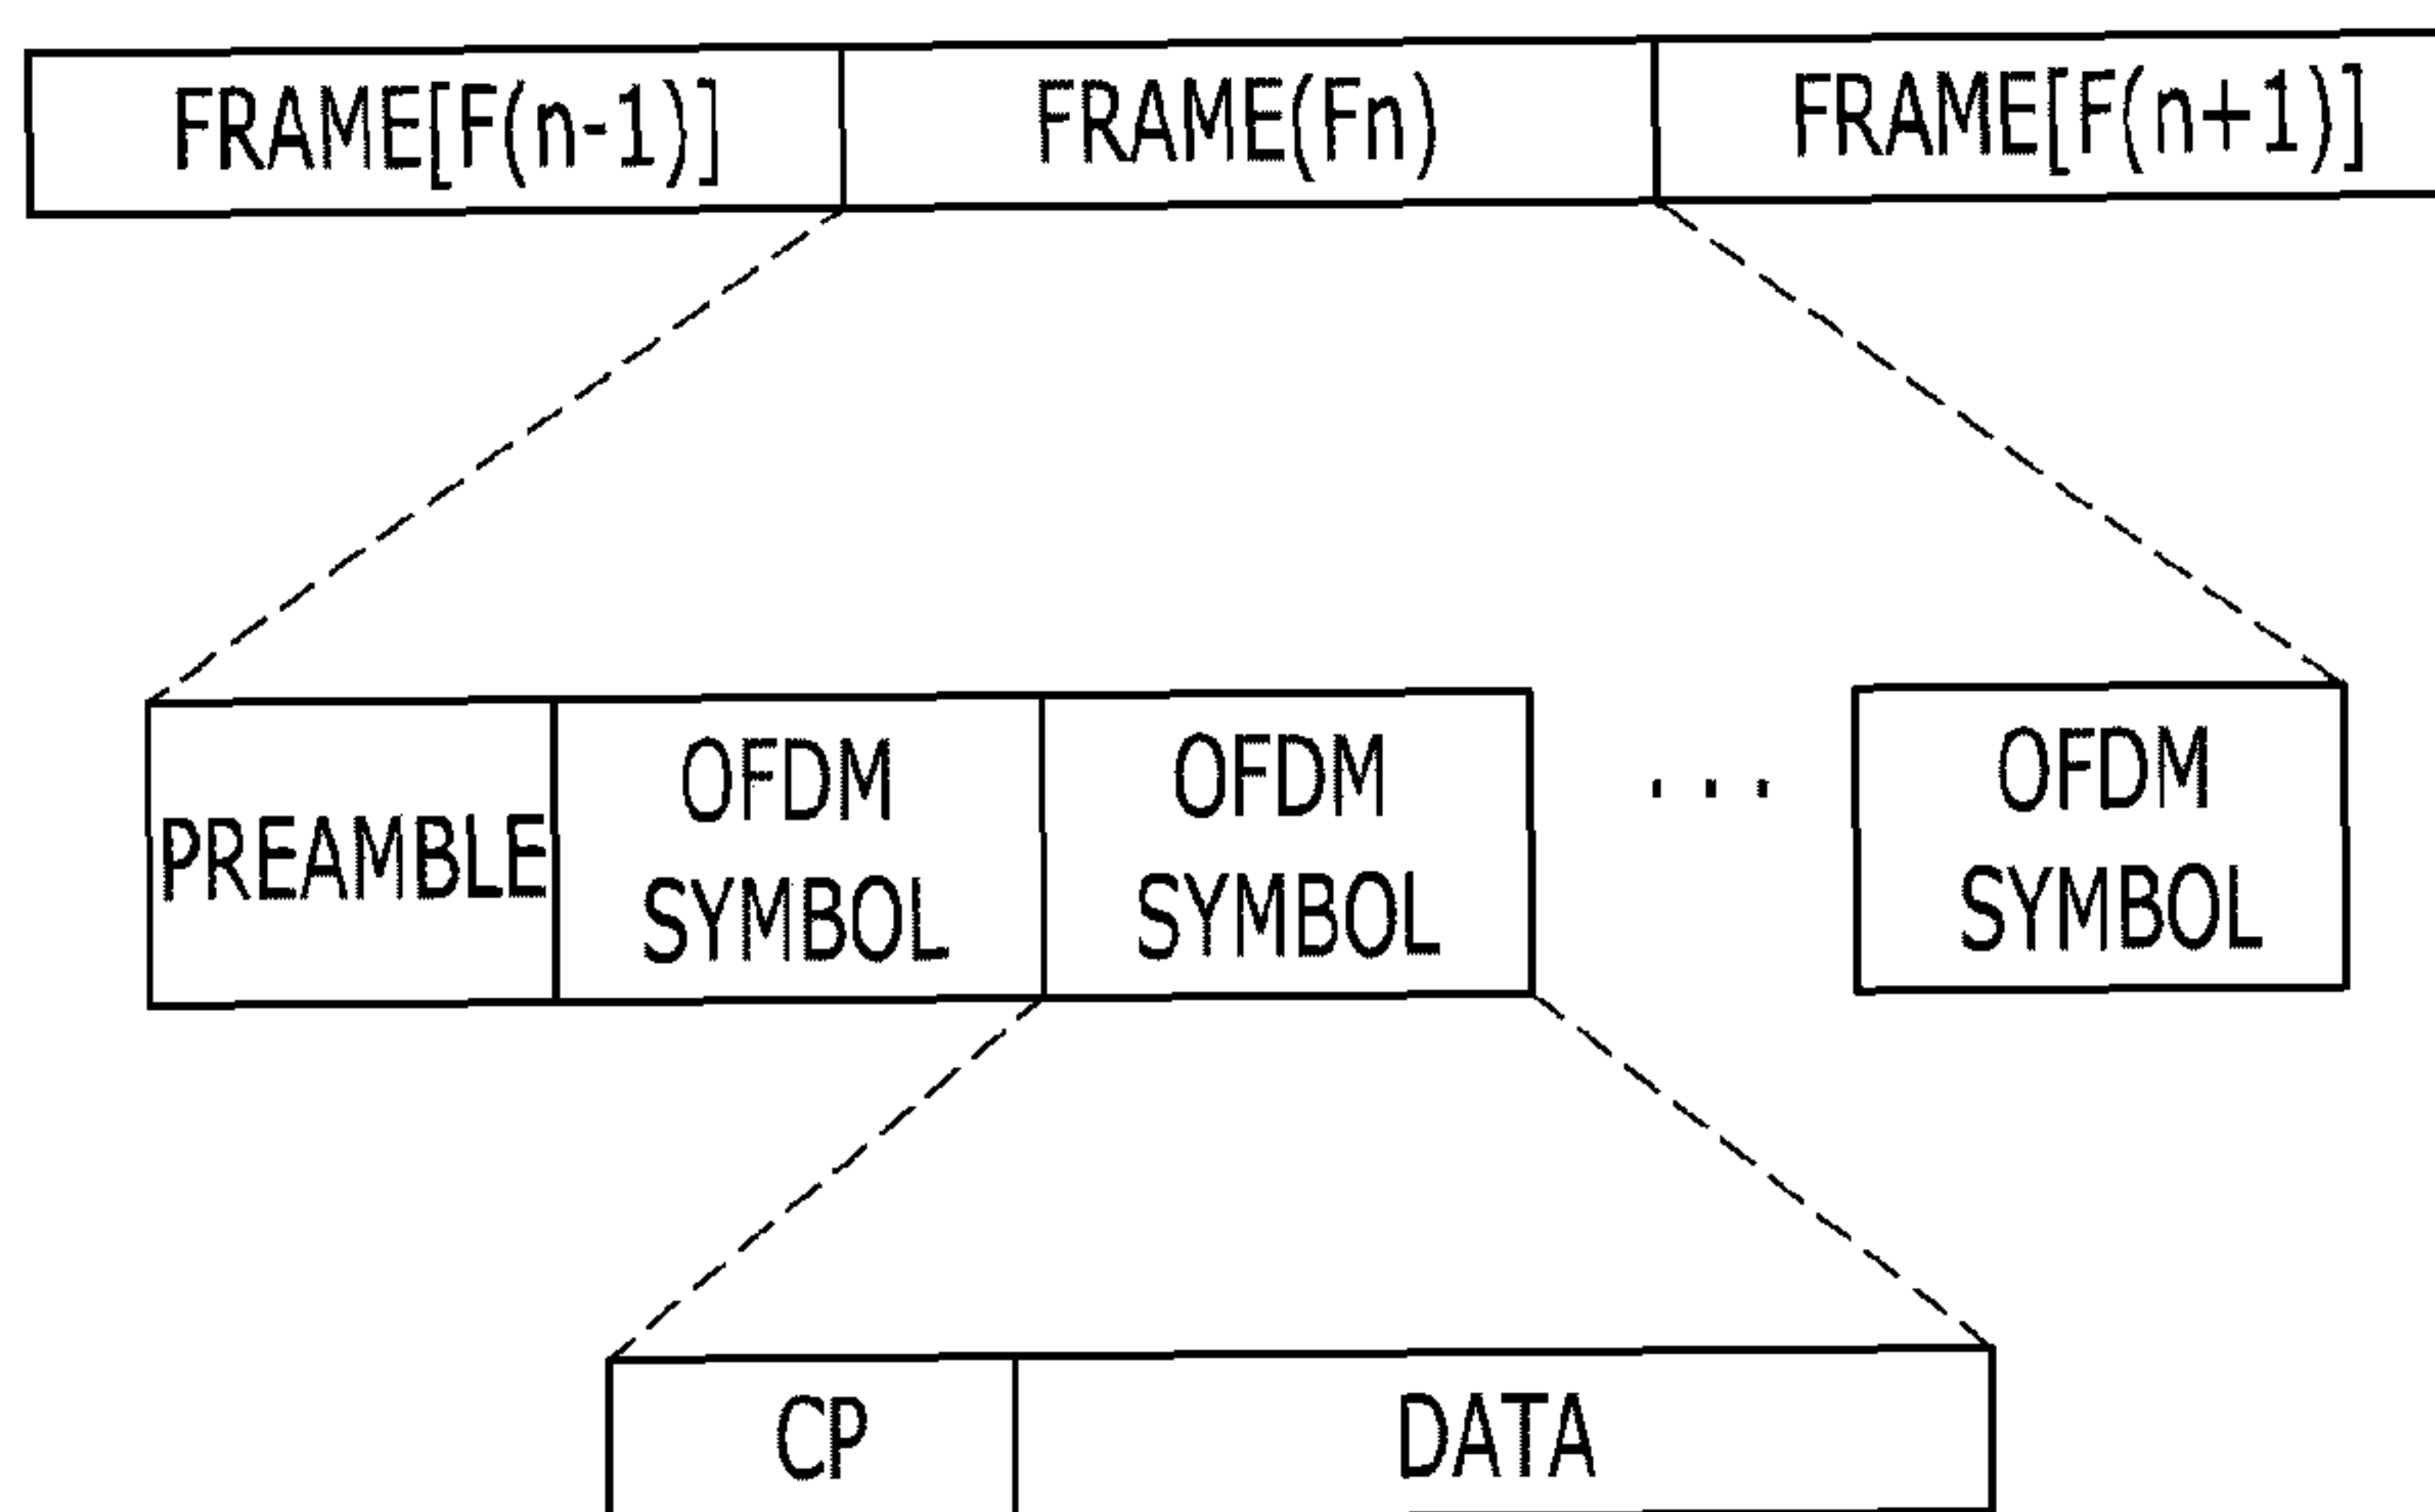 FRAME[F(n-1)] FRAME(Fn) FRAME[F(n+1)]
PREAMBLE
OFDM SYMBOL
OFDM SYMBOL
. . .
OFDM SYMBOL
CP DATA